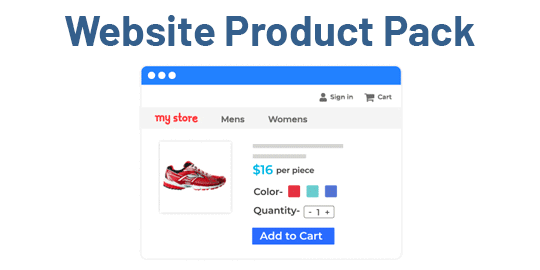 Website Product Pack
Sign in Cart
my store Mens Womens
$16 per piece
Color-
Quantity- - 1 +
Add to Cart